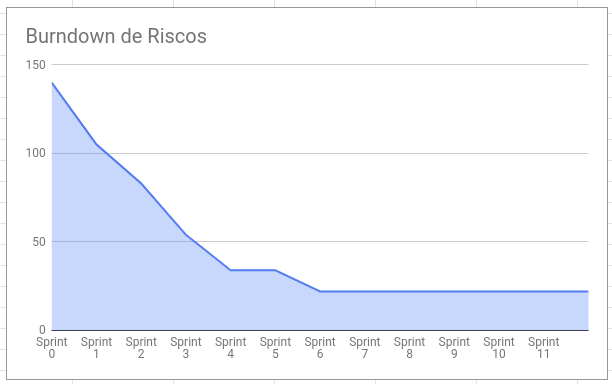 Burndown de Riscos
150
100
50
0
Sprint 0
Sprint 1
Sprint 2
Sprint 3
Sprint 4
Sprint 5
Sprint 6
Sprint 7
Sprint 8
Sprint 9
Sprint 10
Sprint 11